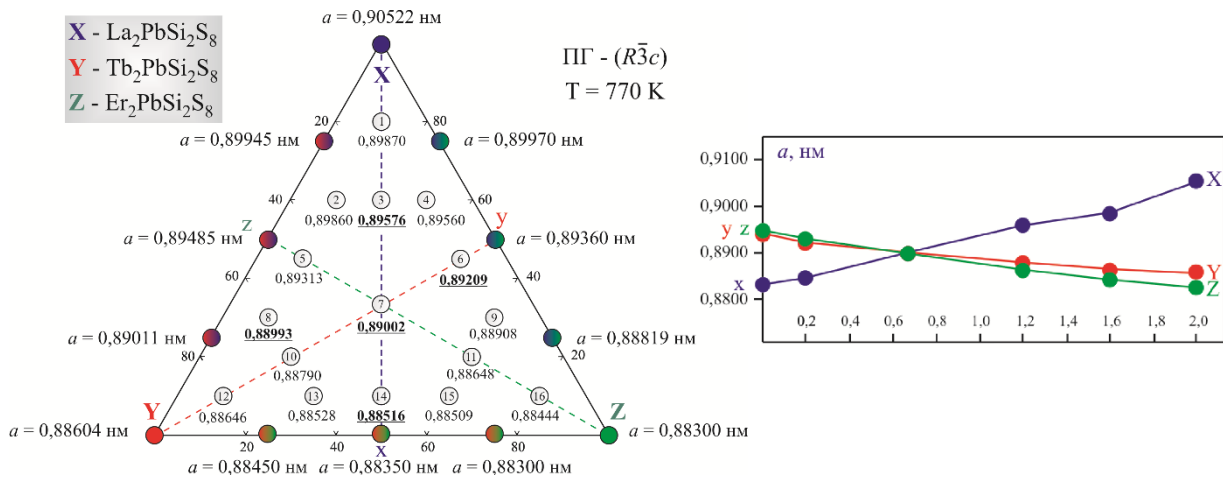 a = 0,90522 нм
X - La₂PbSi₂S₈
Y - Tb₂PbSi₂S₈
Z - Er₂PbSi₂S₈
X
ПГ - (R3̄c)
T = 770 K
20
1
80
0,89870
a = 0,89945 нм
a = 0,89970 нм
40
2
3
4
60
0,89860
0,89576
0,89560
z
y
a = 0,89485 нм
a = 0,89360 нм
5
6
0,89313
0,89209
60
40
7
8
9
0,88993
0,89002
0,88908
a = 0,89011 нм
a = 0,88819 нм
80
10
11
20
0,88790
0,88648
12
13
14
15
16
Y
0,88646
0,88528
0,88516
0,88509
0,88444
Z
a = 0,88604 нм
a = 0,88300 нм
20
40
x
60
80
a = 0,88450 нм
a = 0,88350 нм
a = 0,88300 нм
a, нм
0,9100
X
0,9000
y z
0,8900
x
Y
Z
0,8800
0,2 0,4 0,6 0,8 1,0 1,2 1,4 1,6 1,8 2,0